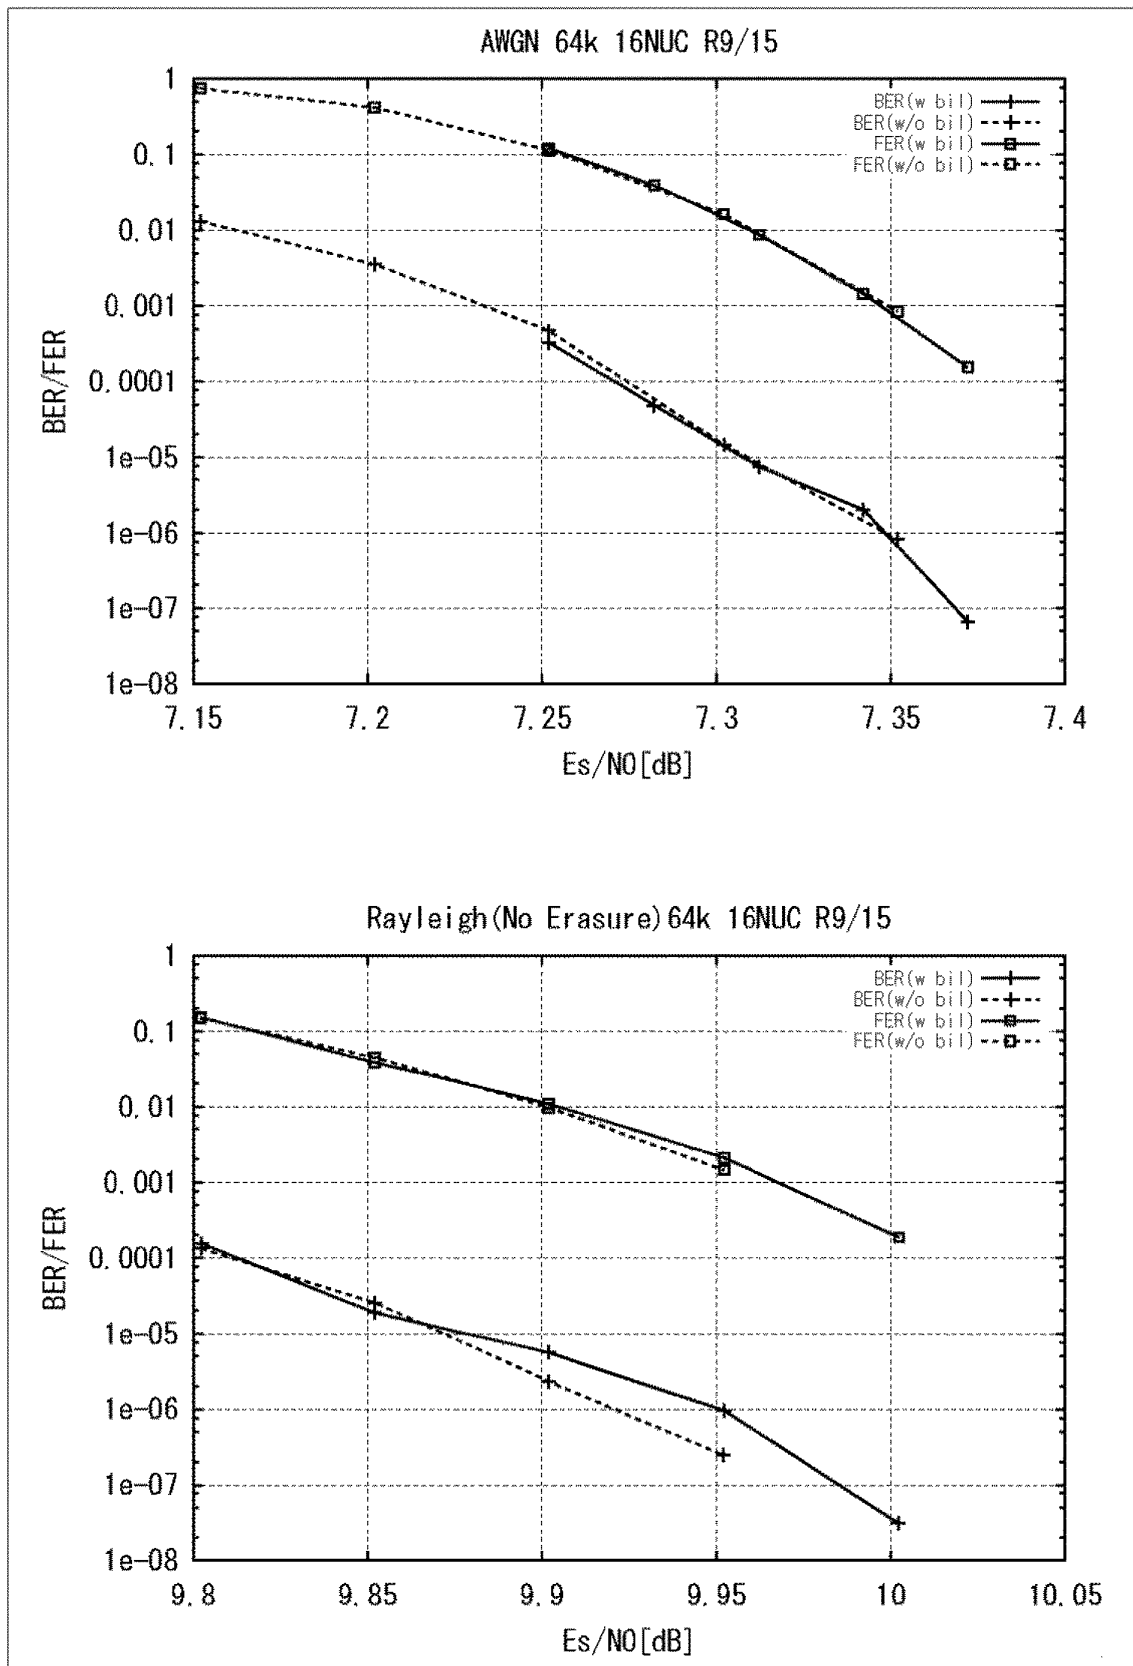 AWGN 64k 16NUC R9/15
BER(w bil)
BER(w/o bil)
FER(w bil)
FER(w/o bil)
1
0.1
0.01
0.001
0.0001
1e-05
1e-06
1e-07
1e-08
BER/FER
7.15 7.2 7.25 7.3 7.35 7.4
Es/N0[dB]
Rayleigh(No Erasure)64k 16NUC R9/15
BER(w bil)
BER(w/o bil)
FER(w bil)
FER(w/o bil)
1
0.1
0.01
0.001
0.0001
1e-05
1e-06
1e-07
1e-08
BER/FER
9.8 9.85 9.9 9.95 10 10.05
Es/N0[dB]